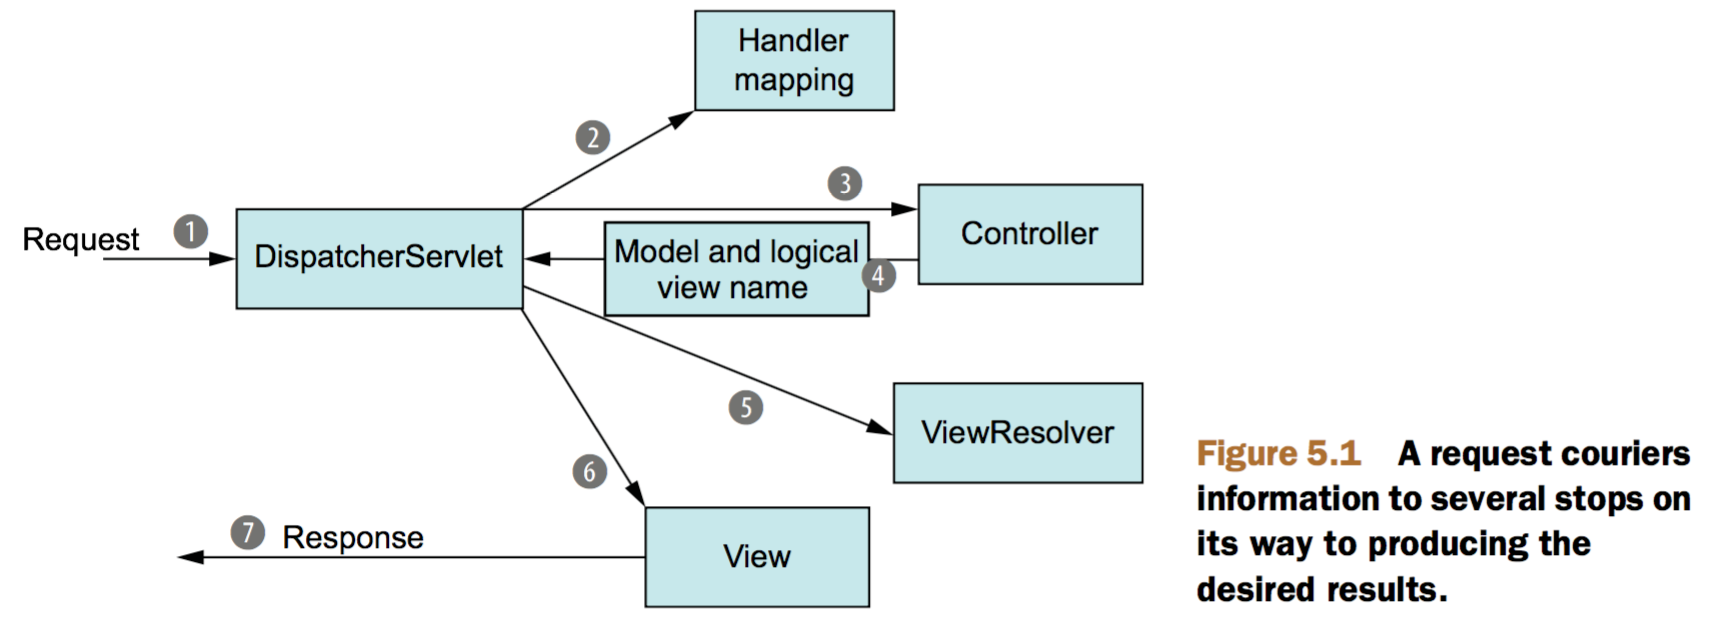 Handler
mapping
2
3
Request
1
DispatcherServlet
Model and logical
view name
4
Controller
5
ViewResolver
6
7
Response
View
Figure 5.1 A request couriers
information to several stops on
its way to producing the
desired results.